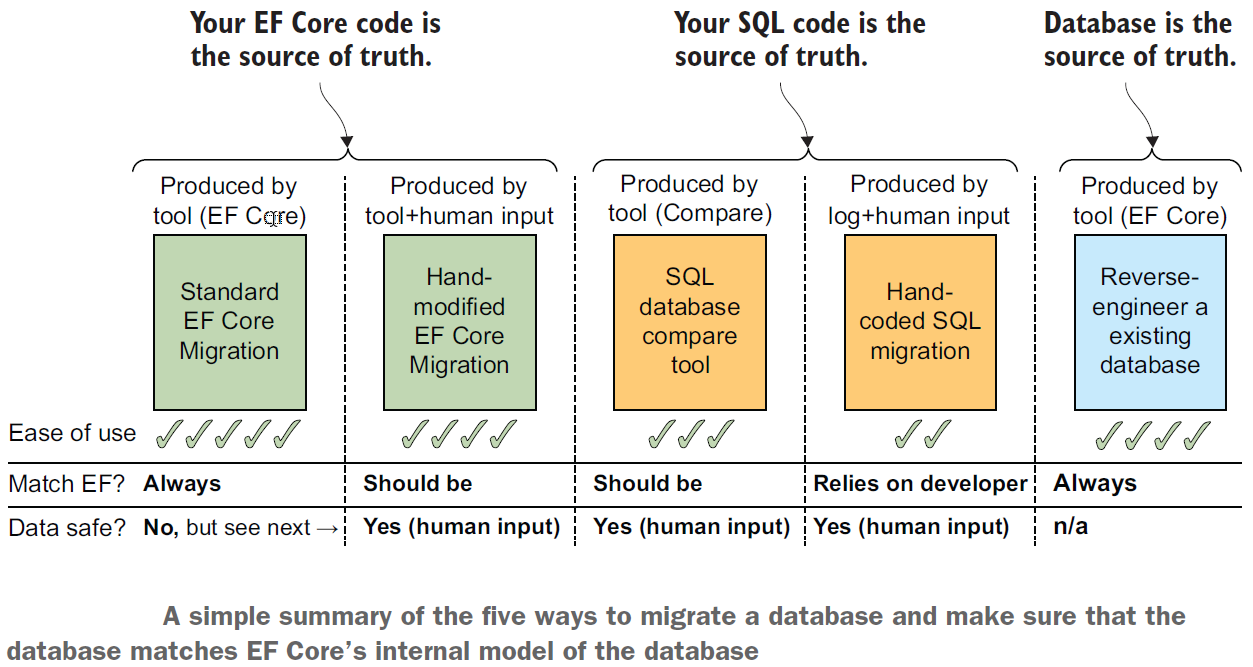 Your EF Core code is
the source of truth.
Your SQL code is the
source of truth.
Database is the
source of truth.
Produced by
tool (EF Core)
Produced by
tool+human input
Produced by
tool (Compare)
Produced by
log+human input
Produced by
tool (EF Core)
Standard
EF Core
Migration
Hand-
modified
EF Core
Migration
SQL
database
compare
tool
Hand-
coded SQL
migration
Reverse-
engineer a
existing
database
Ease of use ✓✓✓✓✓ ✓✓✓✓ ✓✓✓ ✓✓ ✓✓✓✓
Match EF? Always Should be Should be Relies on developer Always
Data safe? No, but see next → Yes (human input) Yes (human input) Yes (human input) n/a
A simple summary of the five ways to migrate a database and make sure that the
database matches EF Core’s internal model of the database